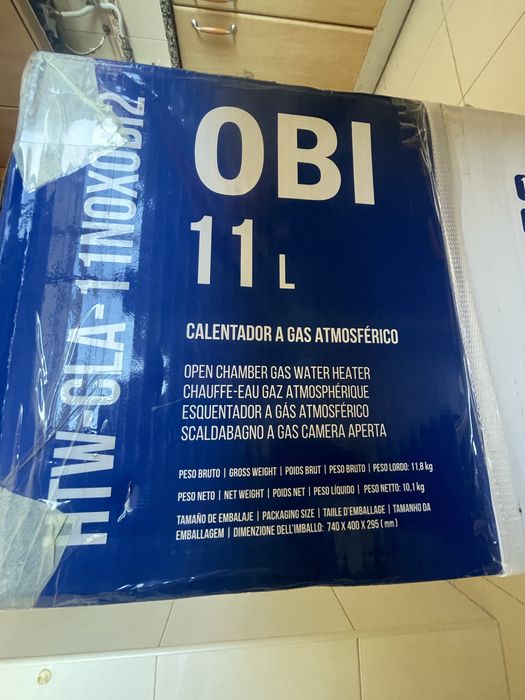 HTW - GLA - 11INOXOBI2
OBI
11 L
CALENTADOR A GAS ATMOSFÉRICO
OPEN CHAMBER GAS WATER HEATER
CHAUFFE-EAU GAZ ATMOSPHÉRIQUE
ESQUENTADOR A GÁS ATMOSFÉRICO
SCALDABAGNO A GAS CAMERA APERTA
PESO BRUTO | GROSS WEIGHT | POIDS BRUT | PESO BRUTO | PESO LORDO: 11,8 kg
PESO NETO | NET WEIGHT | POIDS NET | PESO LÍQUIDO | PESO NETTO: 10,1 kg
TAMAÑO DE EMBALAJE | PACKAGING SIZE | TAIILE D'EMBALLAGE | TAMANHO DA
EMBALLAGEM | DIMENZIONE DELL'IMBALLO: 740 X 400 X 295 ( mm )